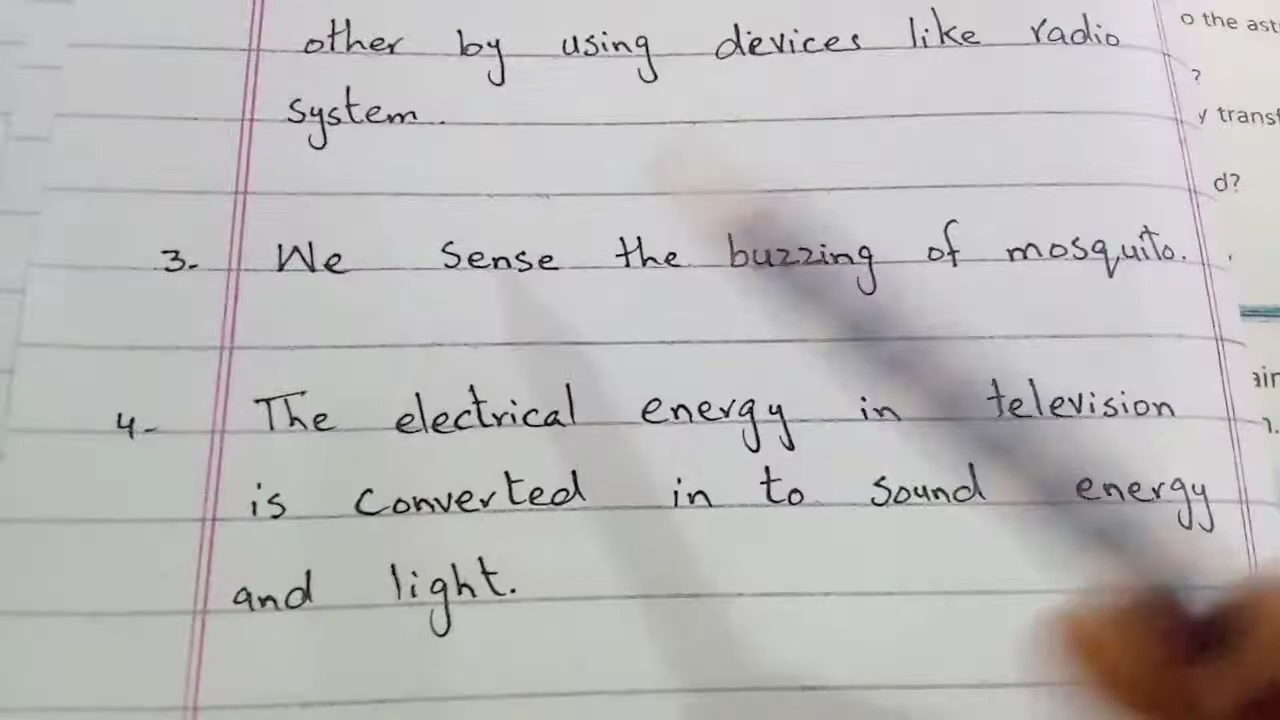 other by using devices like radio
system.
3. We sense the buzzing of mosquito.
4- The electrical energy in television
is converted in to sound energy
and light.
o the ast
?
y transf
d?